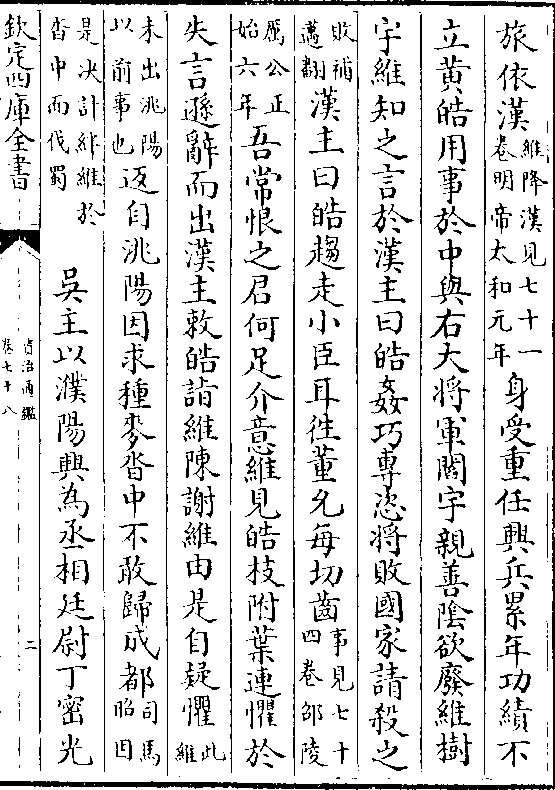 旅依漢維降漢見七十一卷明帝太和元年身受重任興兵累年功績不
立黄皓用事於中與右大將軍閻宇親善隂欲廢維樹
宇維知之言於漢主曰皓姦巧專恣將敗國家請殺之
敗補邁翻漢主曰皓趨走小臣耳徃董允每切齒事見七十四卷邵陵
厲公正始六年吾常恨之君何足介意維見皓枝附葉連懼於
失言遜辭而出漢主敕皓詣維陳謝維由是自疑懼此維
未出洮陽以前事也返自洮陽因求種麥沓中不敢歸成都司馬昭因
是決計絆維於沓中而伐蜀 吳主以濮陽興為丞相廷尉丁密光
欽定四庫全書
資治通鑑
卷七十八
二